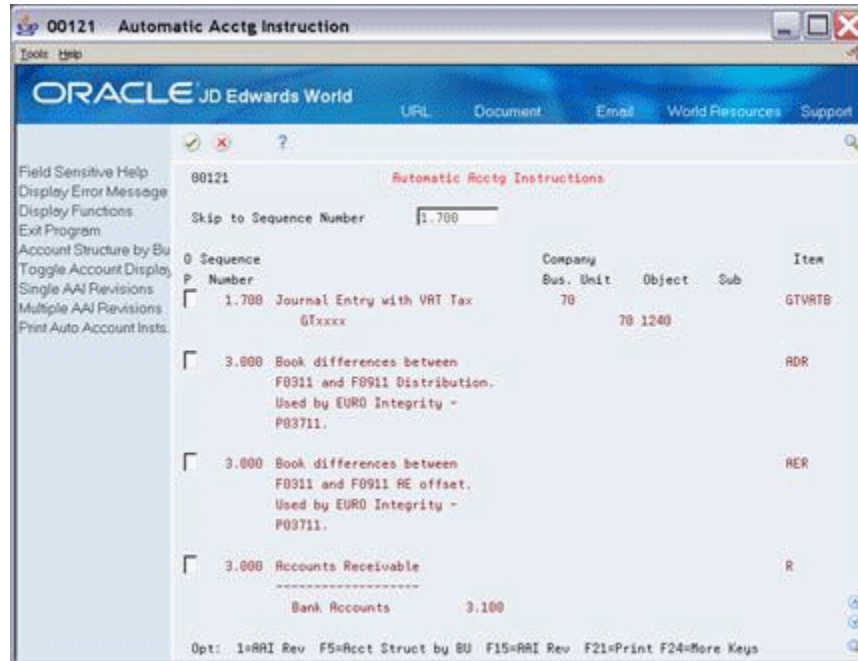 00121 Automatic Acctg Instruction
Tools Help
ORACLE JD Edwards World
URL Document Email World Resources Support
?
Field Sensitive Help
Display Error Message
Display Functions
Exit Program
Account Structure by Bu
Toggle Account Display
Single AAI Revisions
Multiple AAI Revisions
Print Auto Account Insts.
00121 Automatic Acctg Instructions
Skip to Sequence Number 1.700
O Sequence Company Item
P Number Bus. Unit Object Sub
1.700 Journal Entry with VAT Tax 70 GTVATB
GTxxxx 70 1240
3.000 Book differences between ADR
F0311 and F0911 Distribution.
Used by EURO Integrity -
P03711.
3.000 Book differences between AER
F0311 and F0911 AE offset.
Used by EURO Integrity -
P03711.
3.000 Accounts Receivable R
-------------------
Bank Accounts 3.100
Opt: 1=AAI Rev F5=Acct Struct by BU F15=AAI Rev F21=Print F24=More Keys